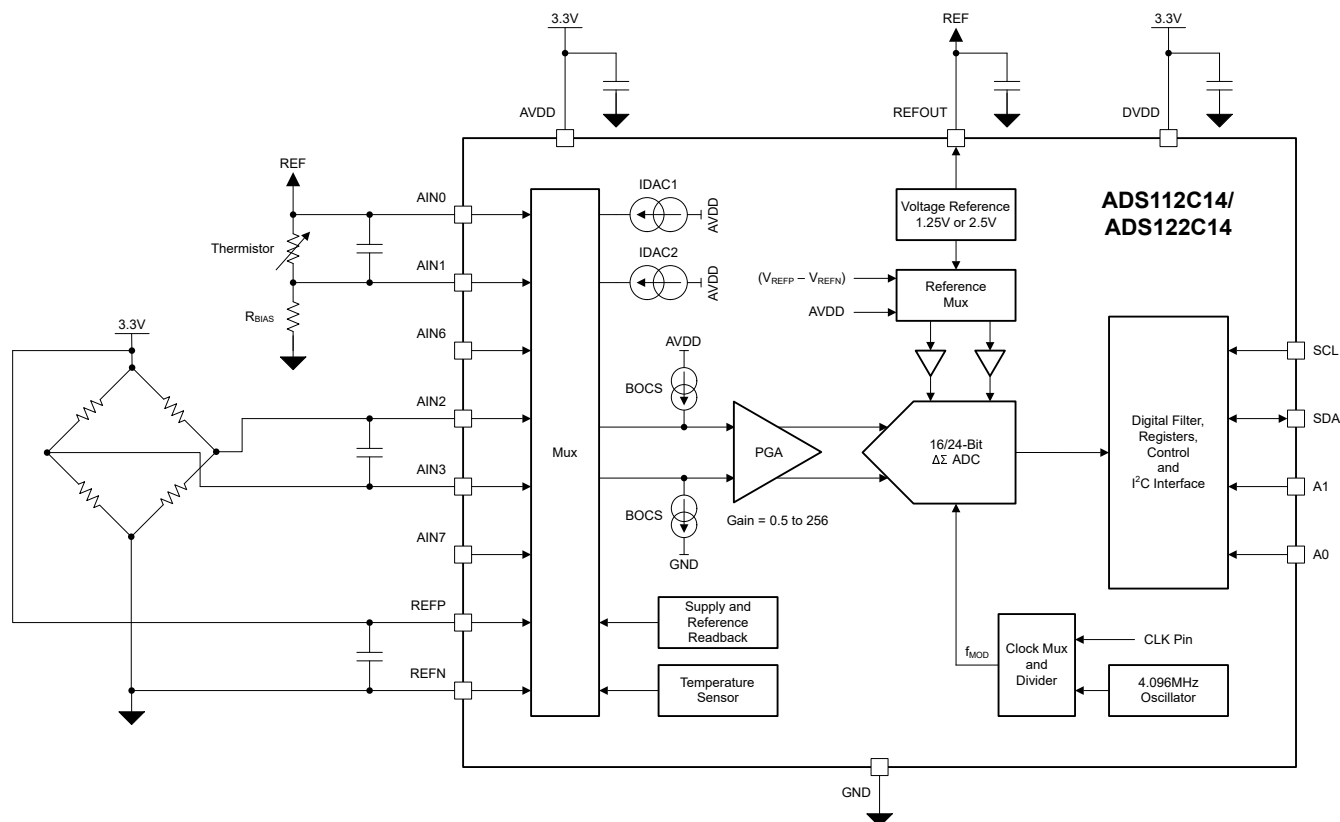 3.3V
REF
3.3V
AVDD
REFOUT
DVDD
REF
AIN0
Thermistor
AIN1
R_BIAS
3.3V
AIN6
AIN2
AIN3
AIN7
REFP
REFN
Mux
IDAC1
AVDD
IDAC2
AVDD
AVDD
BOCS
BOCS
GND
PGA
Gain = 0.5 to 256
Supply and
Reference
Readback
Temperature
Sensor
Voltage Reference
1.25V or 2.5V
(V_REFP – V_REFN)
AVDD
Reference
Mux
16/24-Bit
ΔΣ ADC
f_MOD
Clock Mux
and
Divider
CLK Pin
4.096MHz
Oscillator
ADS112C14/
ADS122C14
Digital Filter,
Registers,
Control
and
I²C Interface
SCL
SDA
A1
A0
GND